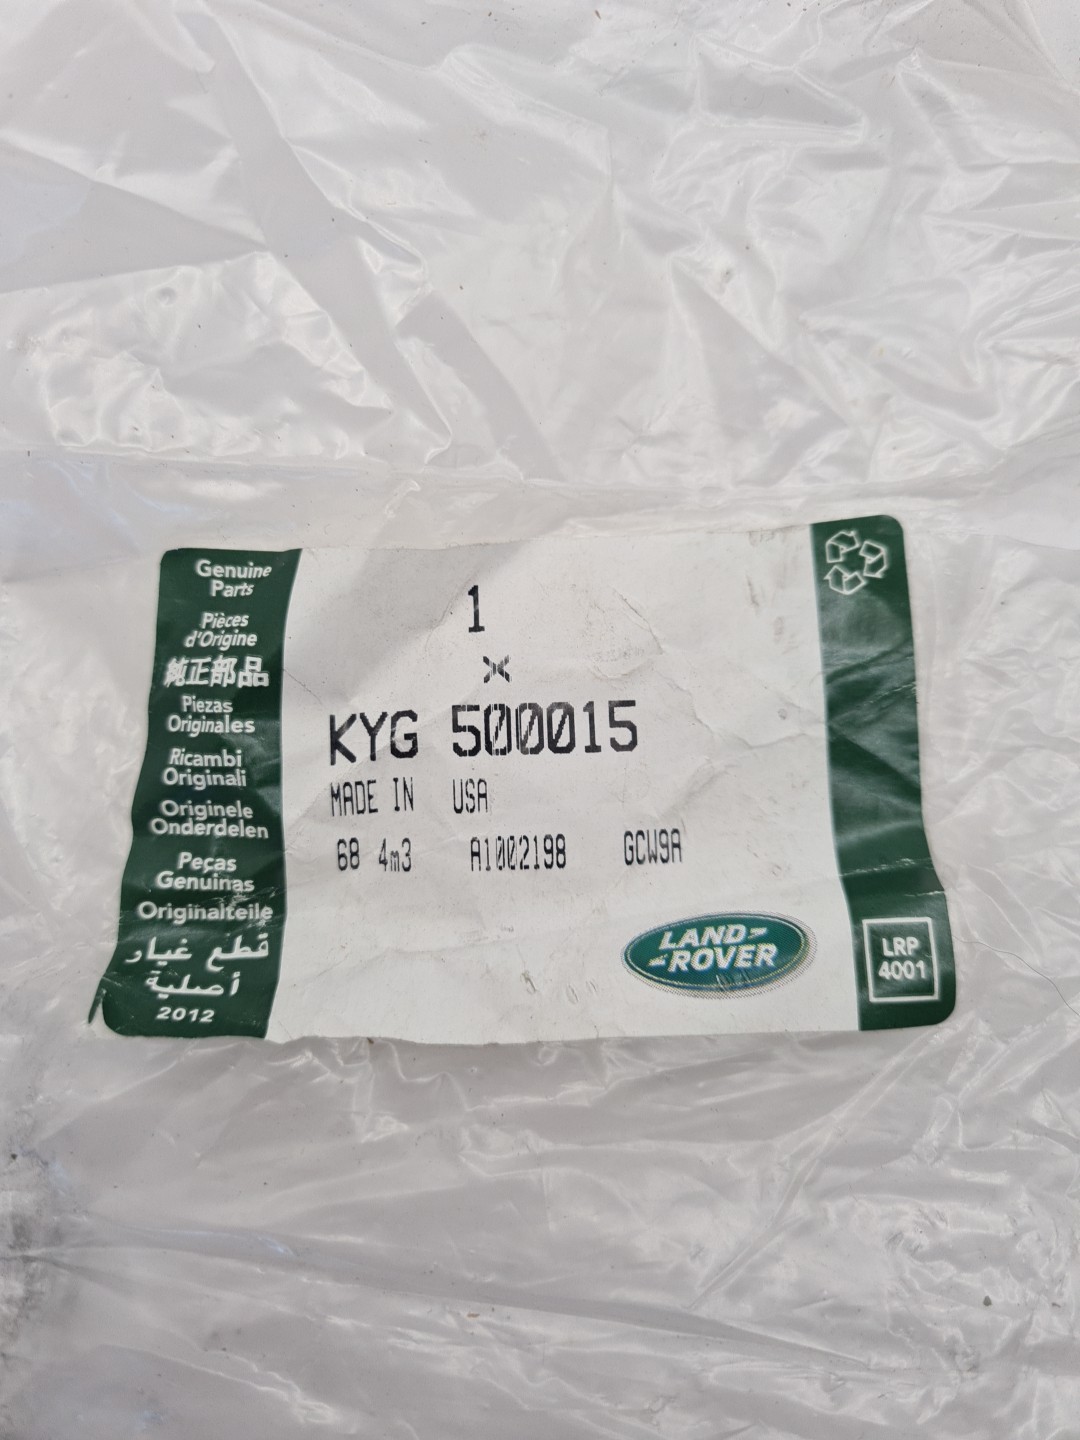 Genuine
Parts
Pièces
d'Origine
純正部品
Piezas
Originales
Ricambi
Originali
Originele
Onderdelen
Peças
Genuinas
Originalteile
قطع غيار
أصلية
2012
1
X
KYG 500015
MADE IN USA
68 4m3 A1002198 GCW9A
LAND-
-ROVER
LRP
4001